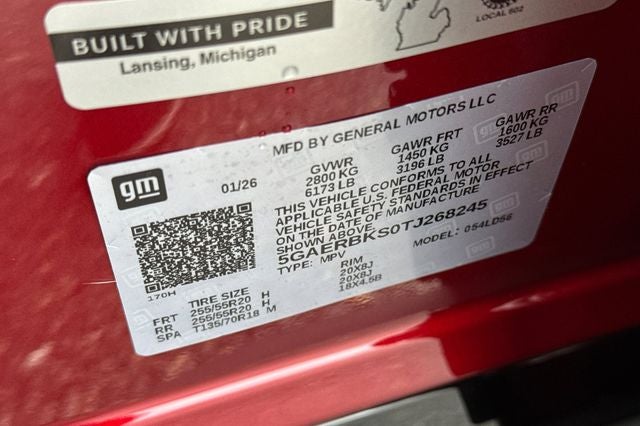 BUILT WITH PRIDE
Lansing, Michigan
LOCAL 602
MFD BY GENERAL MOTORS LLC
gm
01/26
GVWR GAWR FRT GAWR RR
2800 KG 1450 KG 1600 KG
6173 LB 3196 LB 3527 LB
THIS VEHICLE CONFORMS TO ALL
APPLICABLE U.S. FEDERAL MOTOR
VEHICLE SAFETY STANDARDS IN EFFECT
ON THE DATE OF MANUFACTURE
SHOWN ABOVE.
5GAERBKS0TJ268245
TYPE: MPV MODEL: 054LD56
170H
TIRE SIZE RIM
FRT 255/55R20 H 20X8J
RR 255/55R20 H 20X8J
SPA T135/70R18 M 18X4.5B